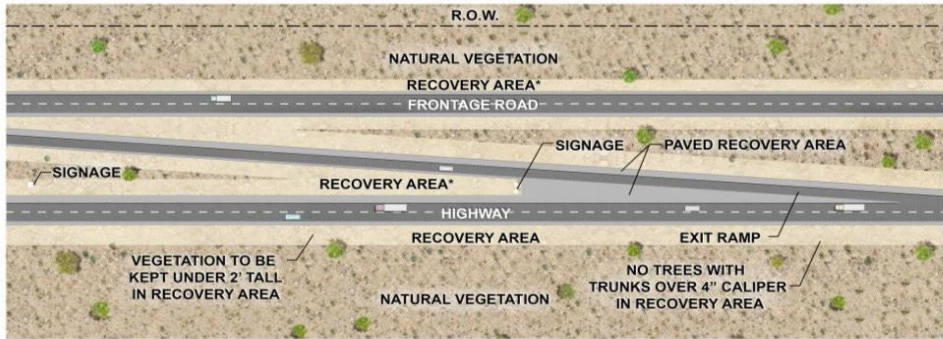 R.O.W.
NATURAL VEGETATION
RECOVERY AREA*
FRONTAGE ROAD
SIGNAGE
PAVED RECOVERY AREA
SIGNAGE
RECOVERY AREA*
HIGHWAY
RECOVERY AREA
EXIT RAMP
VEGETATION TO BE
KEPT UNDER 2' TALL
IN RECOVERY AREA
NO TREES WITH
TRUNKS OVER 4" CALIPER
IN RECOVERY AREA
NATURAL VEGETATION